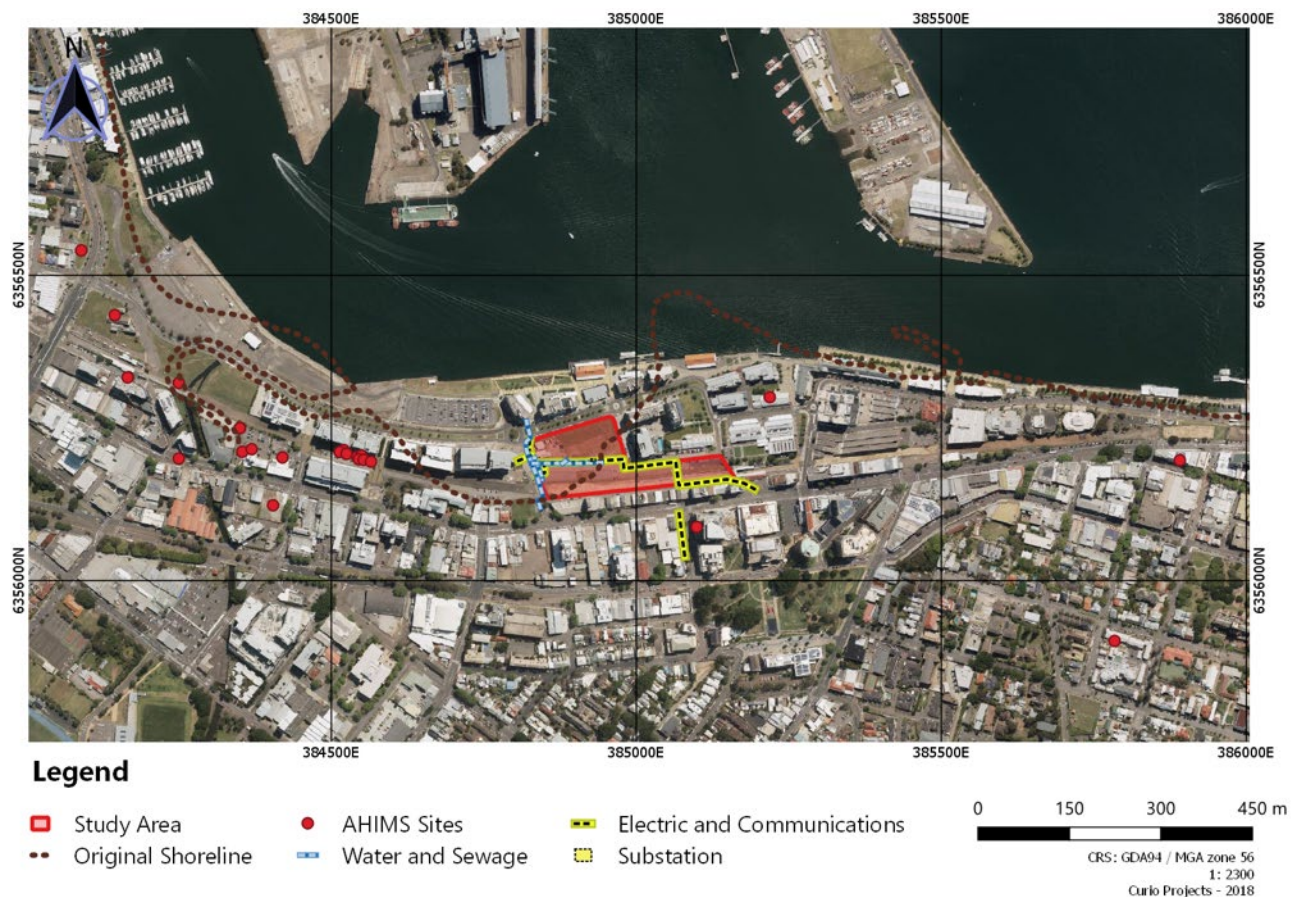 384500E 385000E 385500E 386000E
N
6356500N 6356500N
6356000N 6356000N
384500E 385000E 385500E 386000E
Legend
Study Area AHIMS Sites Electric and Communications
Original Shoreline Water and Sewage Substation
0 150 300 450 m
CRS: GDA94 / MGA zone 56
1: 2300
Curio Projects - 2018